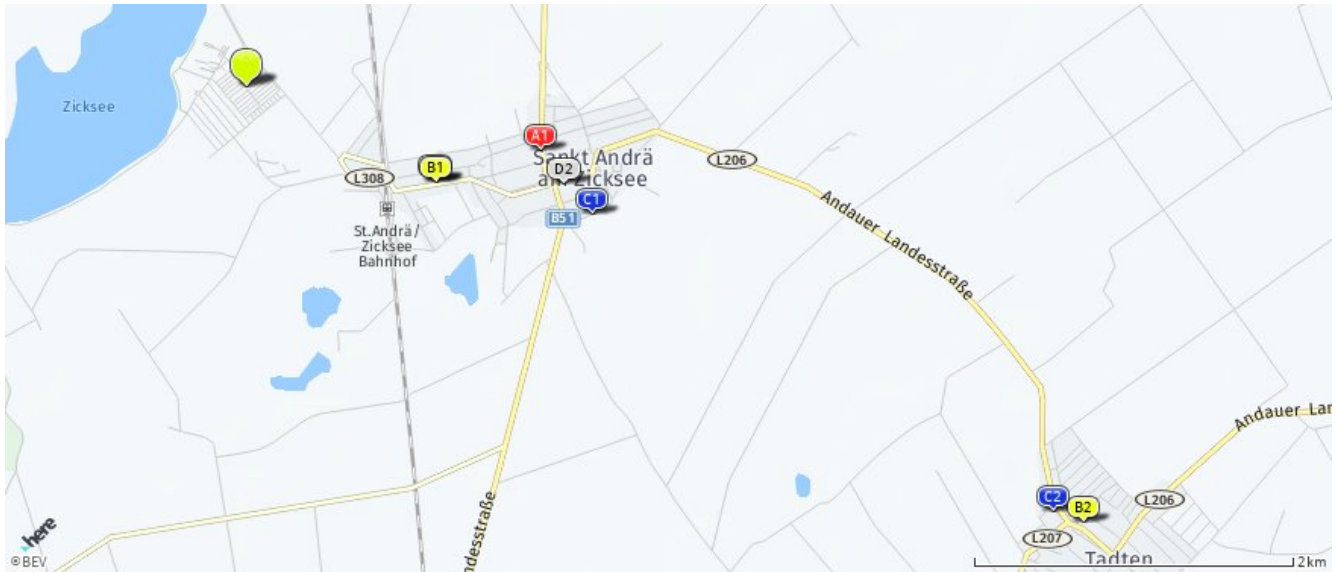 Zicksee
A1
Sankt Andrä
am Zicksee
D2
B1
L206
L308
C1
B51
St.Andrä/
Zicksee
Bahnhof
Andauer Landesstraße
Andauer Lan
ndesstraße
C2
B2
L206
L207
Tadten
here
©BEV
2km